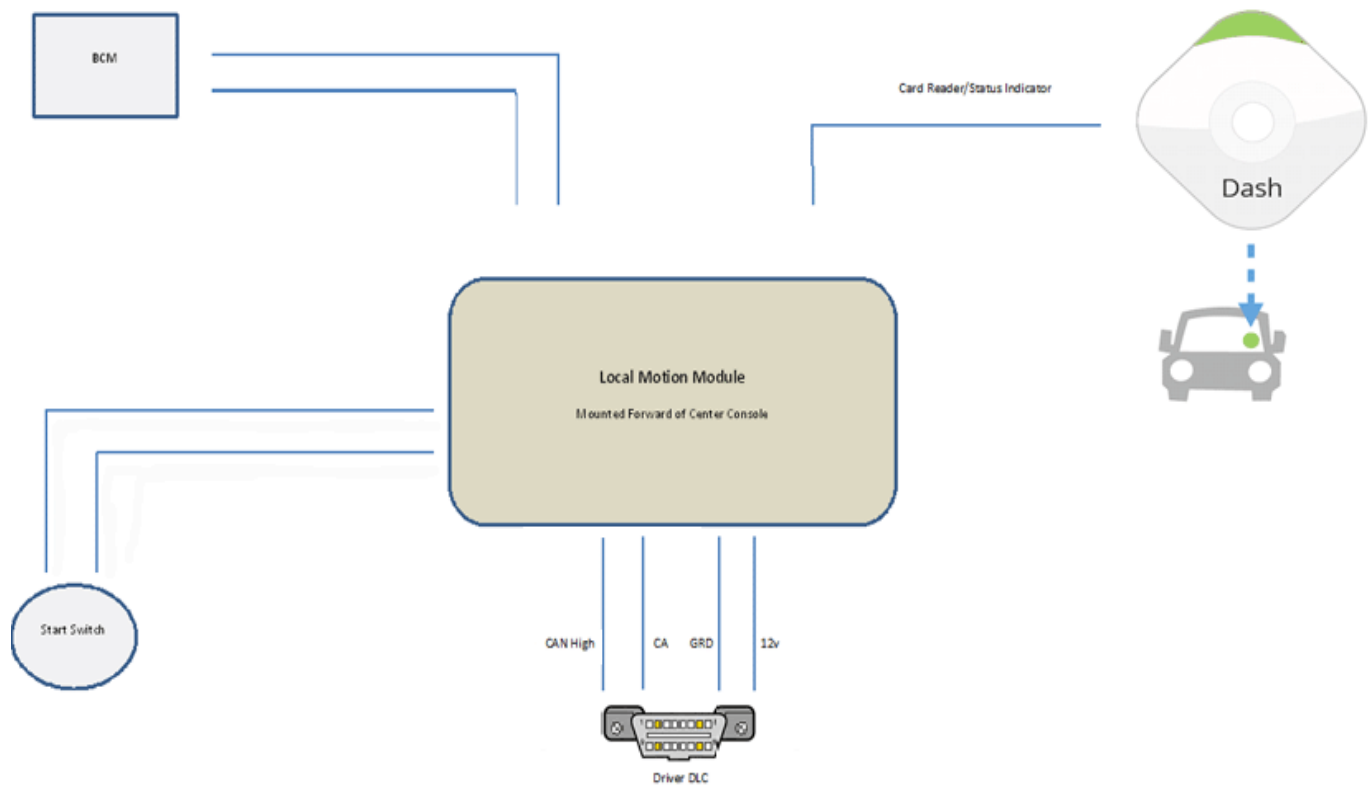 BCM
Card Reader/Status Indicator
Dash
Local Motion Module
Mounted Forward of Center Console
Start Switch
CAN High
CA
GRD
12v
Driver DLC